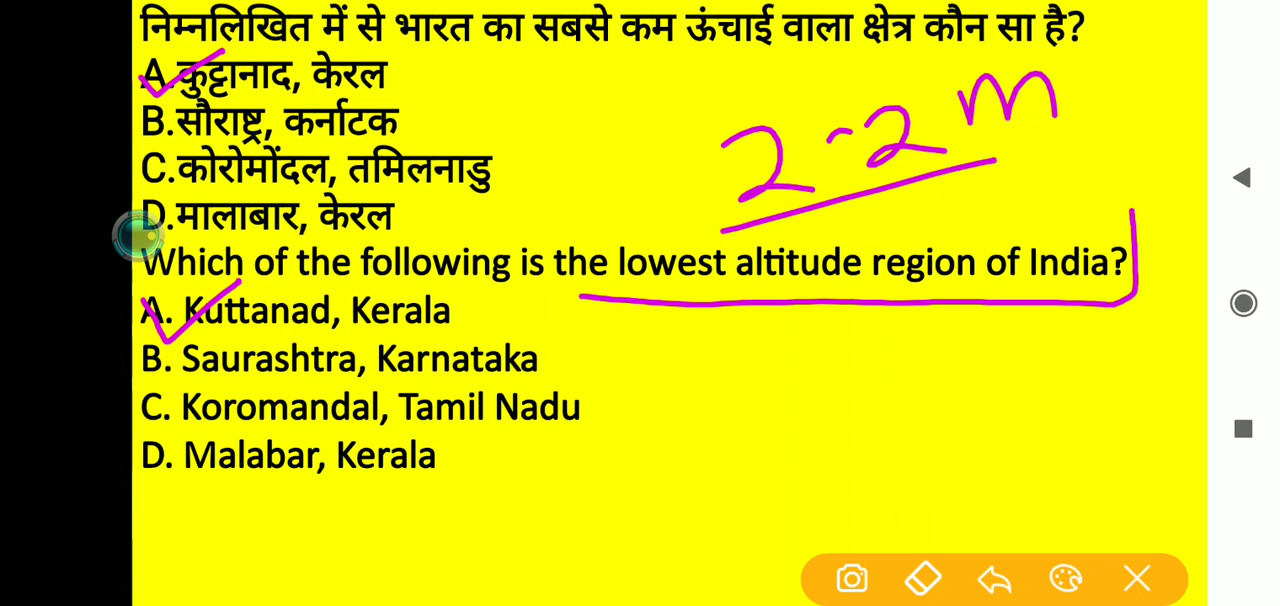 निम्नलिखित में से भारत का सबसे कम ऊंचाई वाला क्षेत्र कौन सा है?
A.कुट्टानाद, केरल
B.सौराष्ट्र, कर्नाटक
C.कोरोमोंदल, तमिलनाडु
D.मालाबार, केरल
2-2 m
Which of the following is the lowest altitude region of India?
A. Kuttanad, Kerala
B. Saurashtra, Karnataka
C. Koromandal, Tamil Nadu
D. Malabar, Kerala